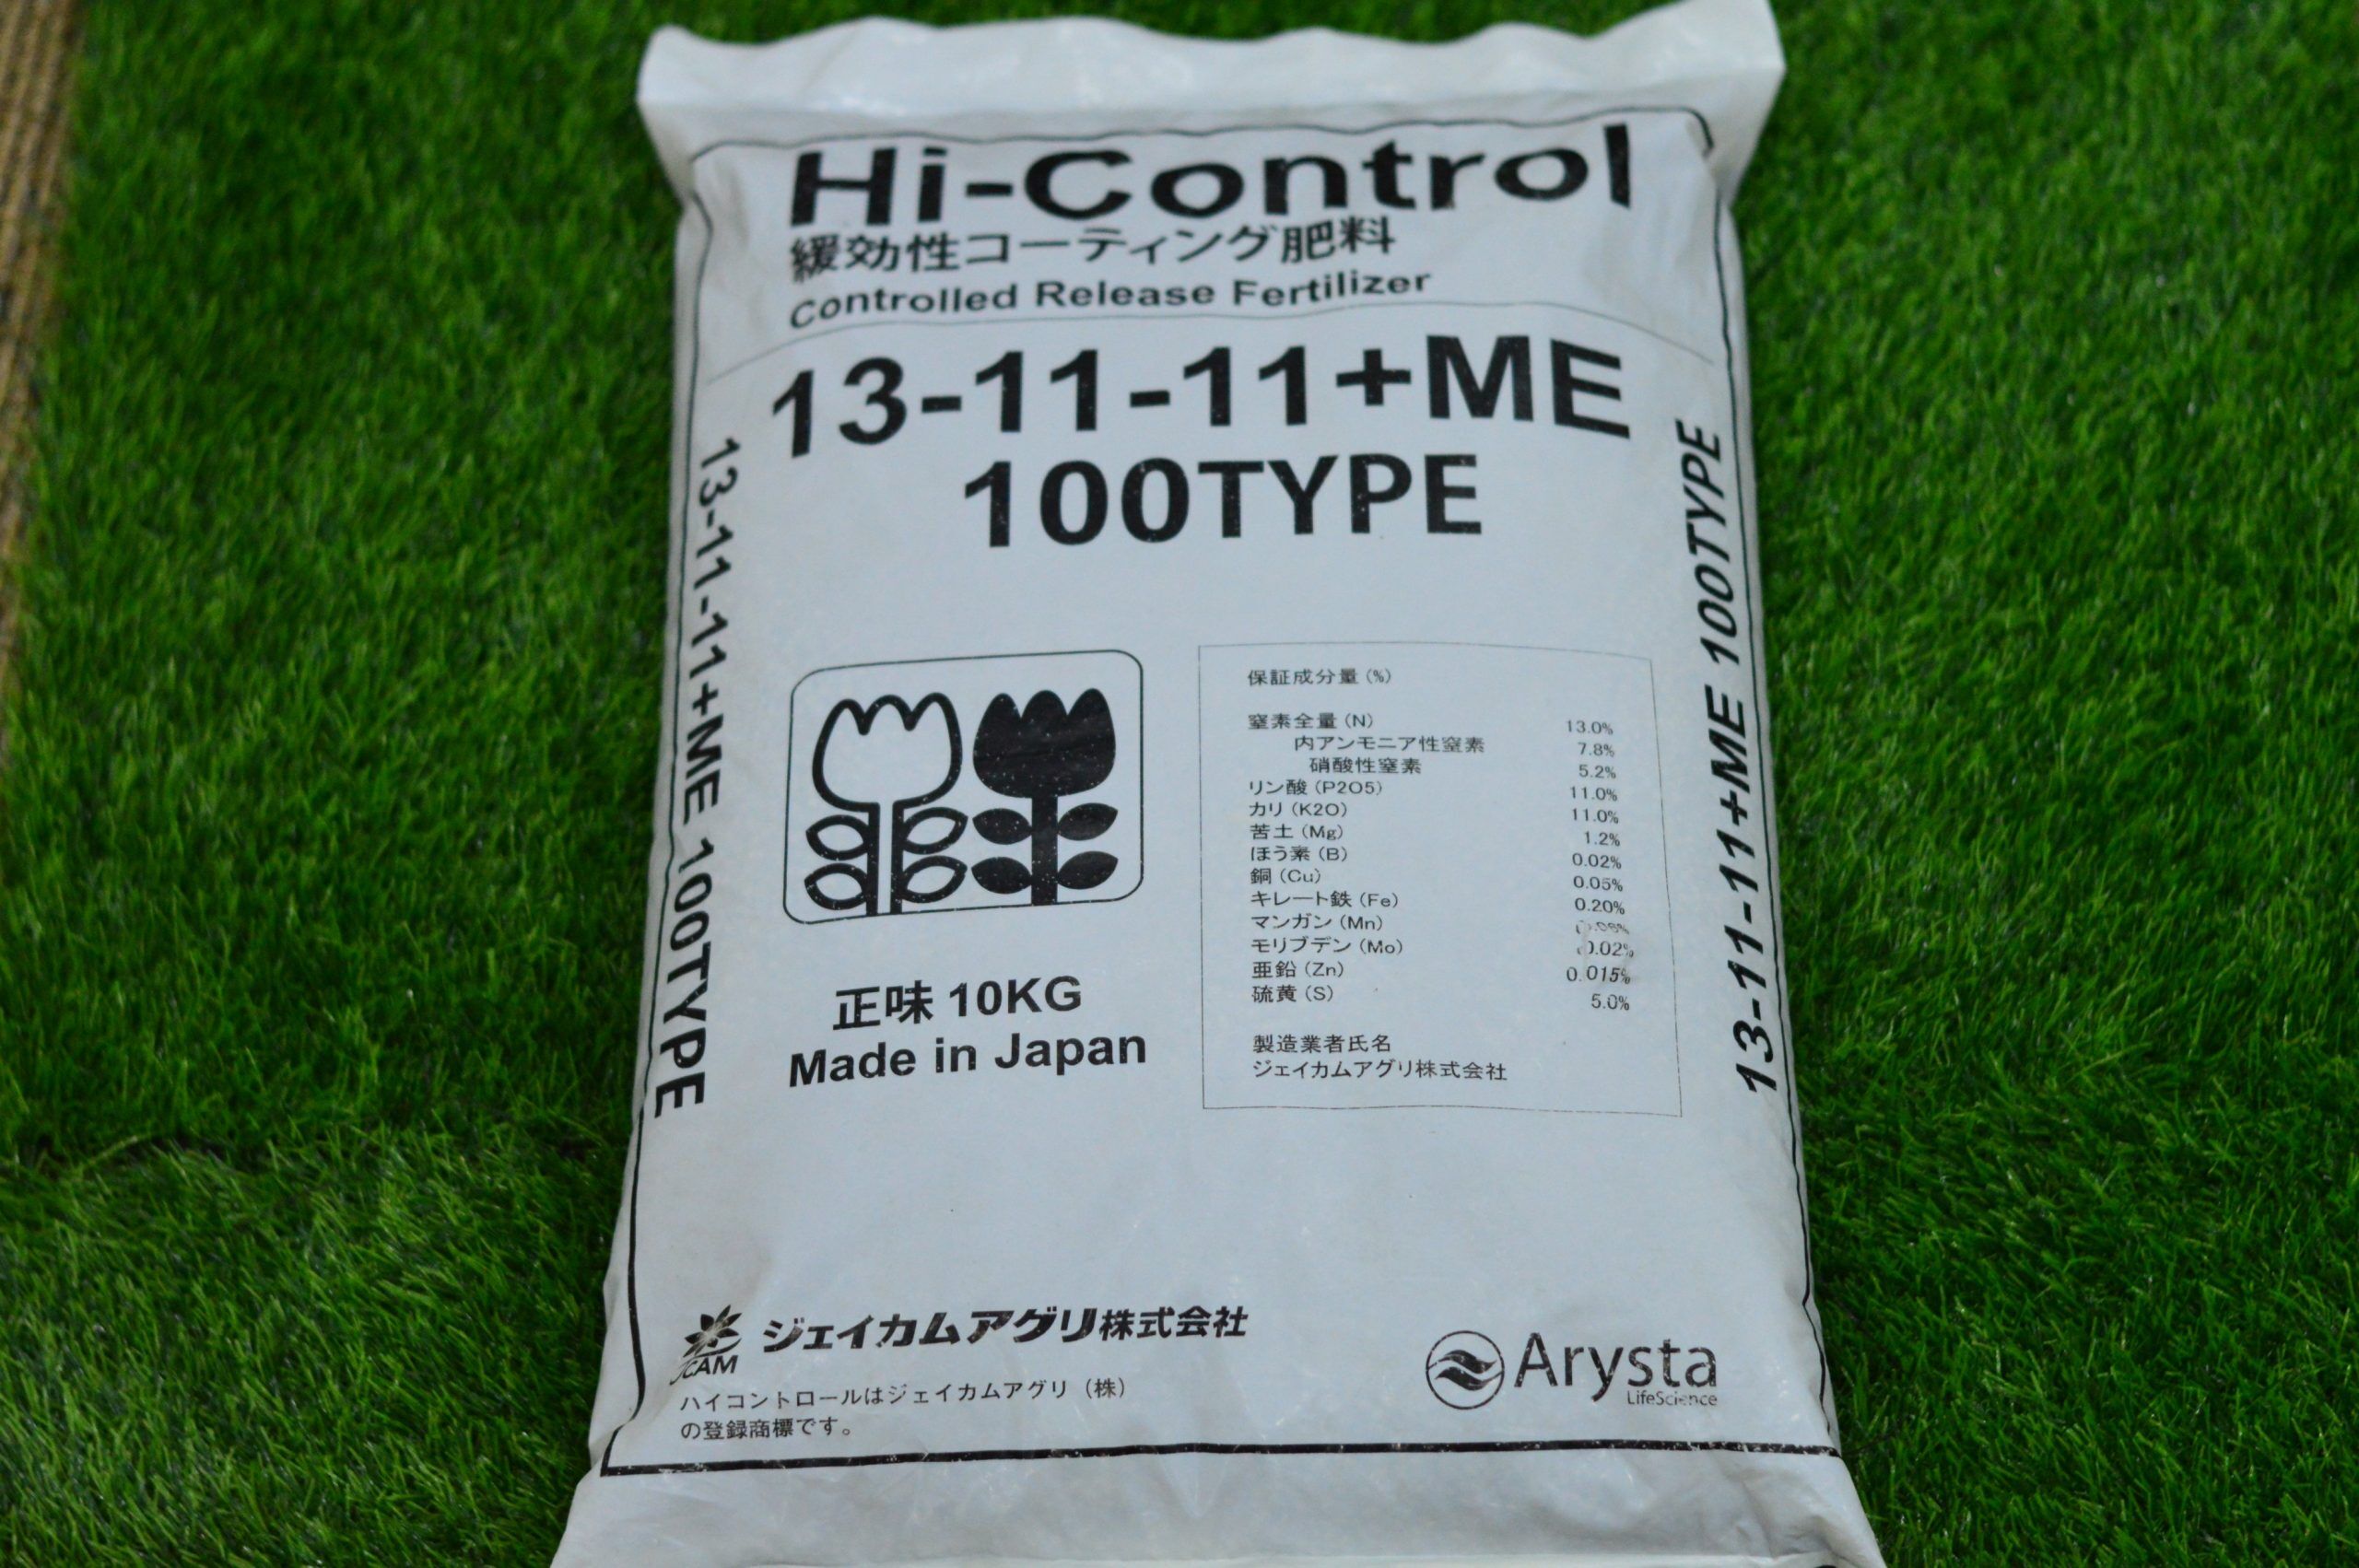 Hi-Control
緩効性コーティング肥料
Controlled Release Fertilizer
13-11-11+ME
100TYPE
13-11-11+ME 100TYPE
13-11-11+ME 100TYPE
保証成分量(%)
窒素全量(N) 13.0%
内アンモニア性窒素 7.8%
硝酸性窒素 5.2%
リン酸(P2O5) 11.0%
カリ(K2O) 11.0%
苦土(Mg) 1.2%
ほう素(B) 0.02%
銅(Cu) 0.05%
キレート鉄(Fe) 0.20%
マンガン(Mn)
モリブデン(Mo) 0.02%
亜鉛(Zn) 0.015%
硫黄(S) 5.0%
製造業者氏名
ジェイカムアグリ株式会社
正味 10KG
Made in Japan
JCAM
ジェイカムアグリ株式会社
ハイコントロールはジェイカムアグリ(株)
の登録商標です。
Arysta
LifeScience